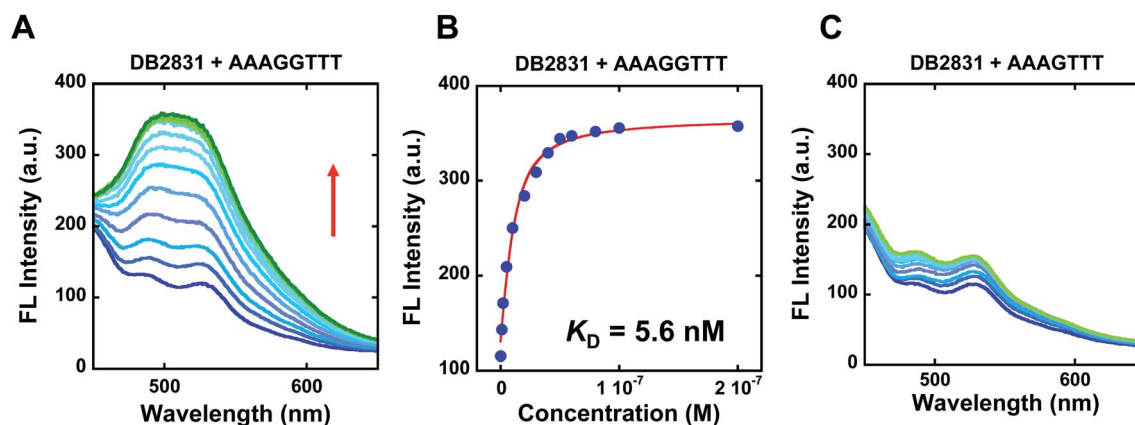 A
DB2831 + AAAGGTTT
400
300
200
100
0
500
600
FL Intensity (a.u.)
Wavelength (nm)
B
DB2831 + AAAGGTTT
400
300
200
100
0
1 10⁻⁷
2 10⁻⁷
FL Intensity (a.u.)
Concentration (M)
K_D = 5.6 nM
C
DB2831 + AAAGTTT
400
300
200
100
0
500
600
FL Intensity (a.u.)
Wavelength (nm)